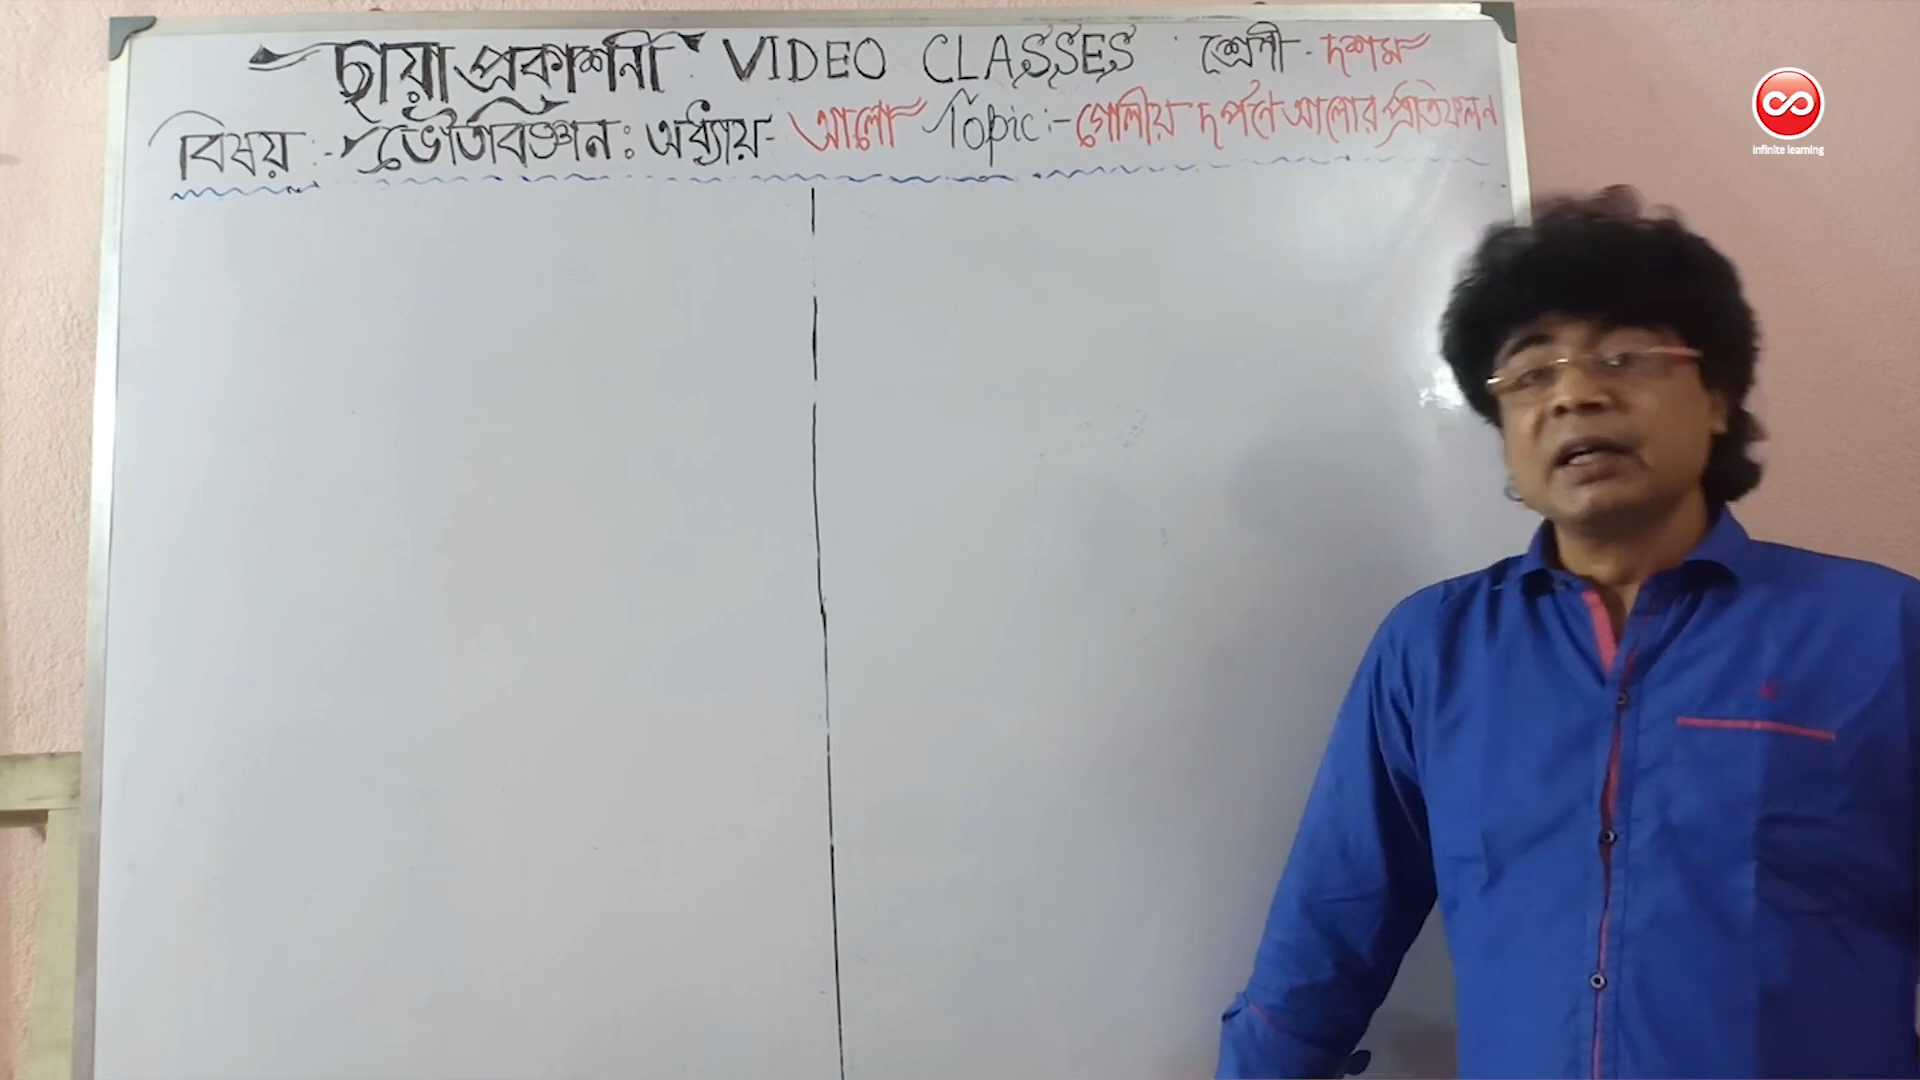 ছায়া প্রকাশনী VIDEO CLASSES শ্রেণী - দশম
বিষয় :- ভৌতবিজ্ঞান : অধ্যায় - আলো Topic :- গোলীয় দর্পণে আলোর প্রতিফলন
infinite learning